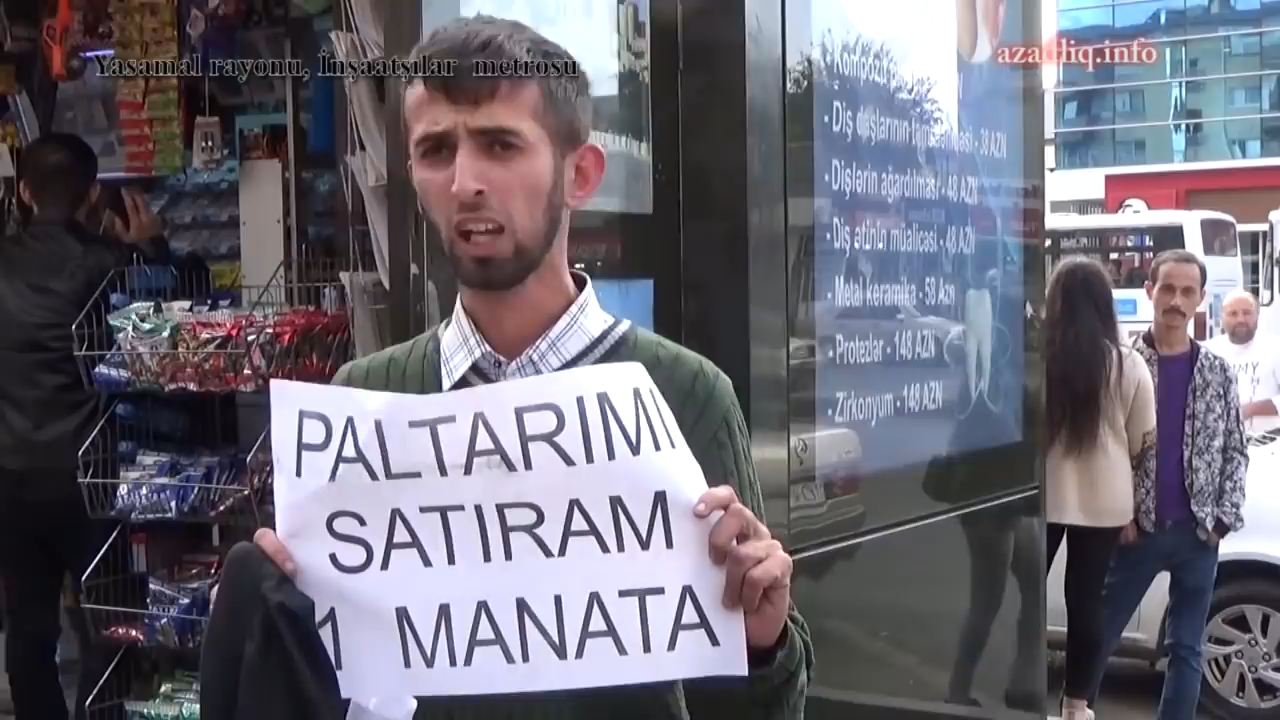 Yasamal rayonu, İnşaatşılar metrosu
azadliq.info
PALTARIMI
SATIRAM
1 MANATA
• Dişlərin ağardılması - 48 AZN
• Diş ətinin müalicəsi - 48 AZN
• Metal keramika - 58 AZN
• Protezlər - 148 AZN
• Zirkonyum - 148 AZN